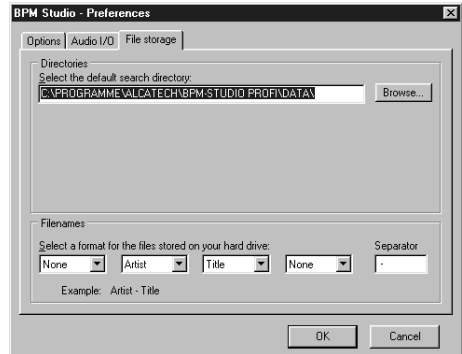 BPM Studio - Preferences
Options Audio I/O File storage
Directories
Select the default search directory:
C:\PROGRAMME\ALCATECH\BPM-STUDIO PROFI\DATA\ Browse...
Filenames
Select a format for the files stored on your hard drive: Separator
None Artist Title None -
Example: Artist - Title
OK Cancel